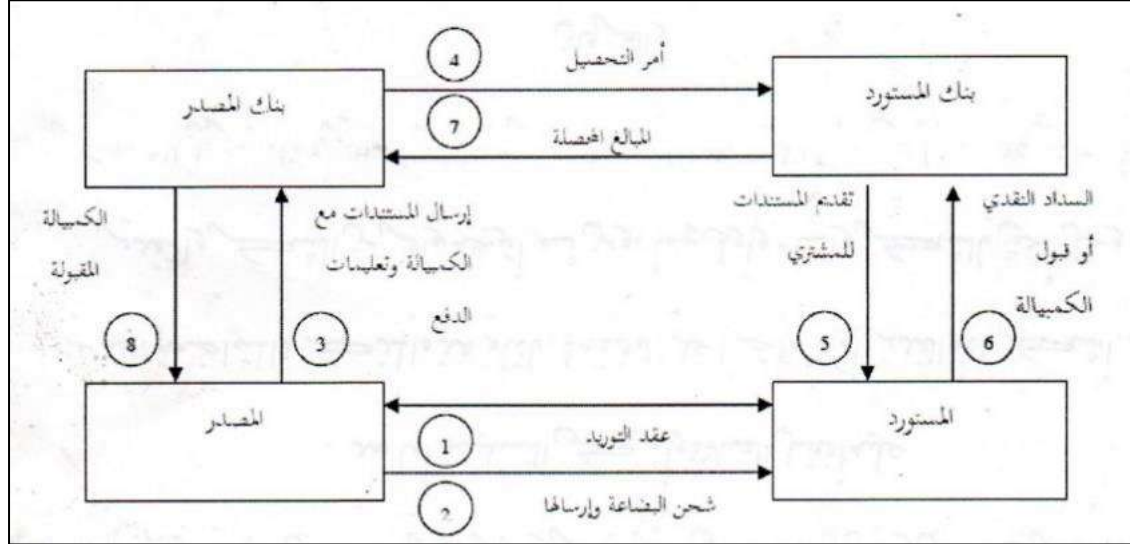 4
أمر التحصيل
بنك المصدر
بنك المستورد
7
المبالغ المحصلة
الكمبيالة
المقبولة
إرسال المستندات مع
الكمبيالة وتعليمات
الدفع
تقديم المستندات
للمشتري
السداد النقدي
أو قبول
الكمبيالة
8
3
5
6
المصدر
المستورد
1
عقد التوريد
2
شحن البضاعة وإرسالها